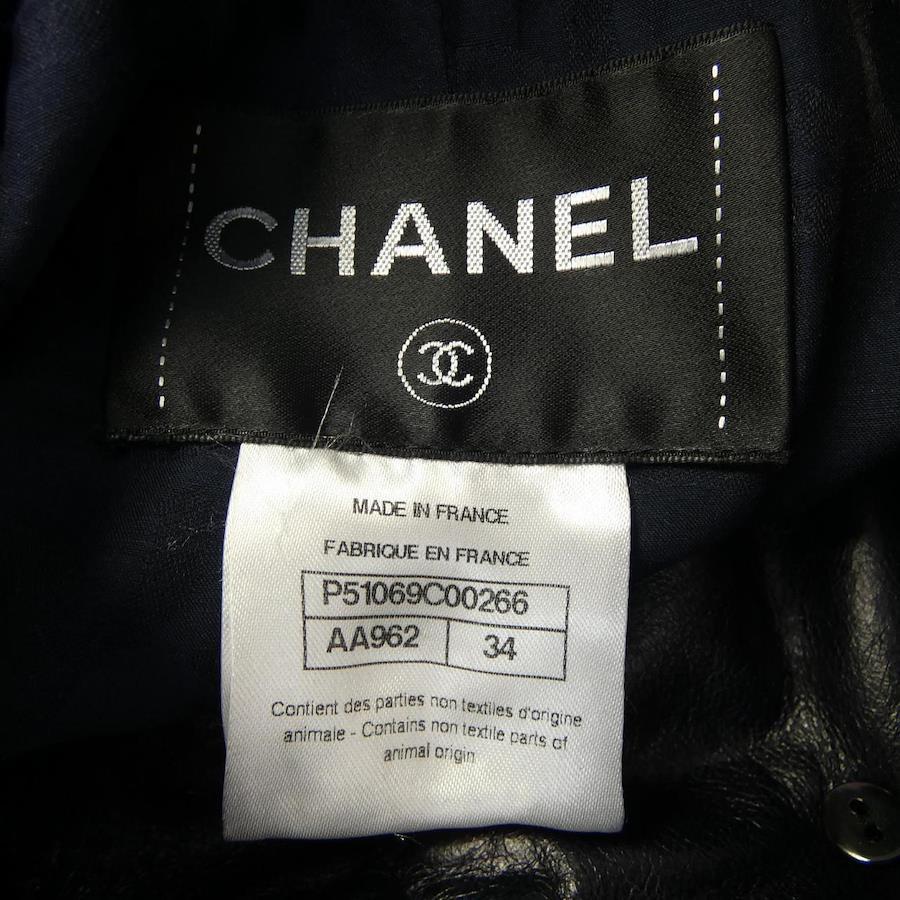 CHANEL
MADE IN FRANCE
FABRIQUE EN FRANCE
P51069C00266
AA962 34
Contient des parties non textiles d'origine
animale - Contains non textile parts of
animal origin